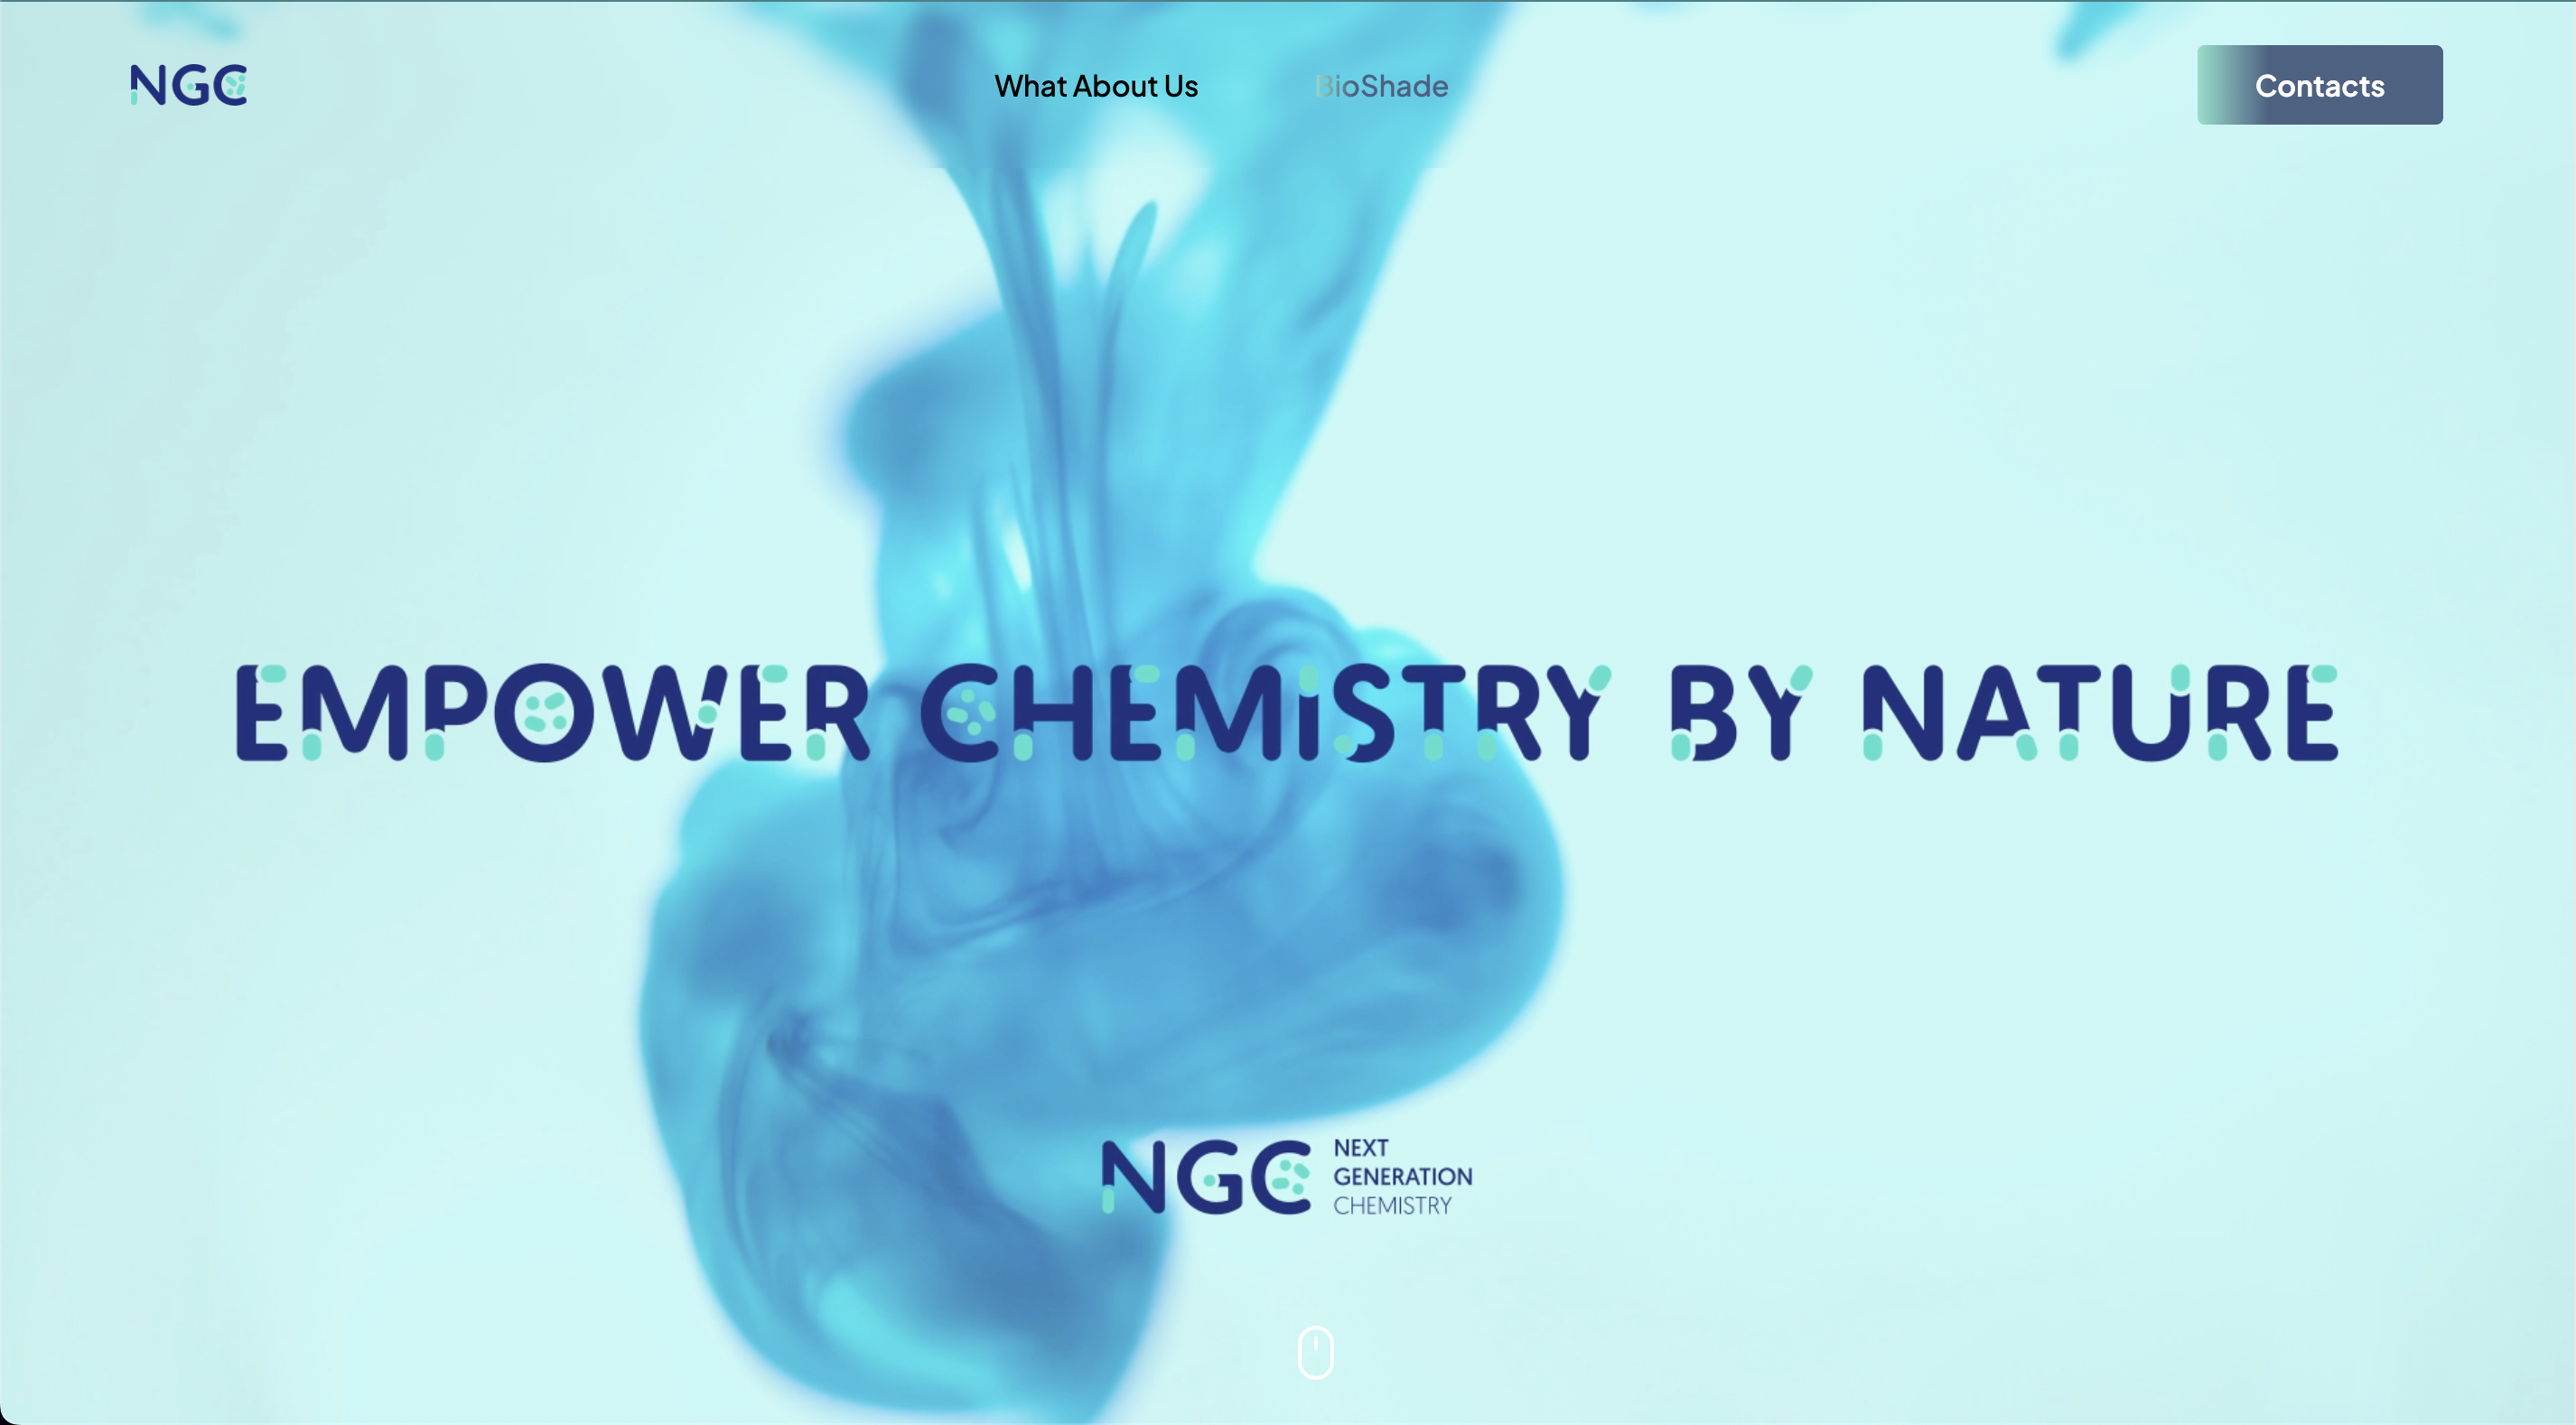 NGC
What About Us
BioShade
Contacts
EMPOWER CHEMISTRY BY NATURE
NGC
NEXT
GENERATION
CHEMISTRY